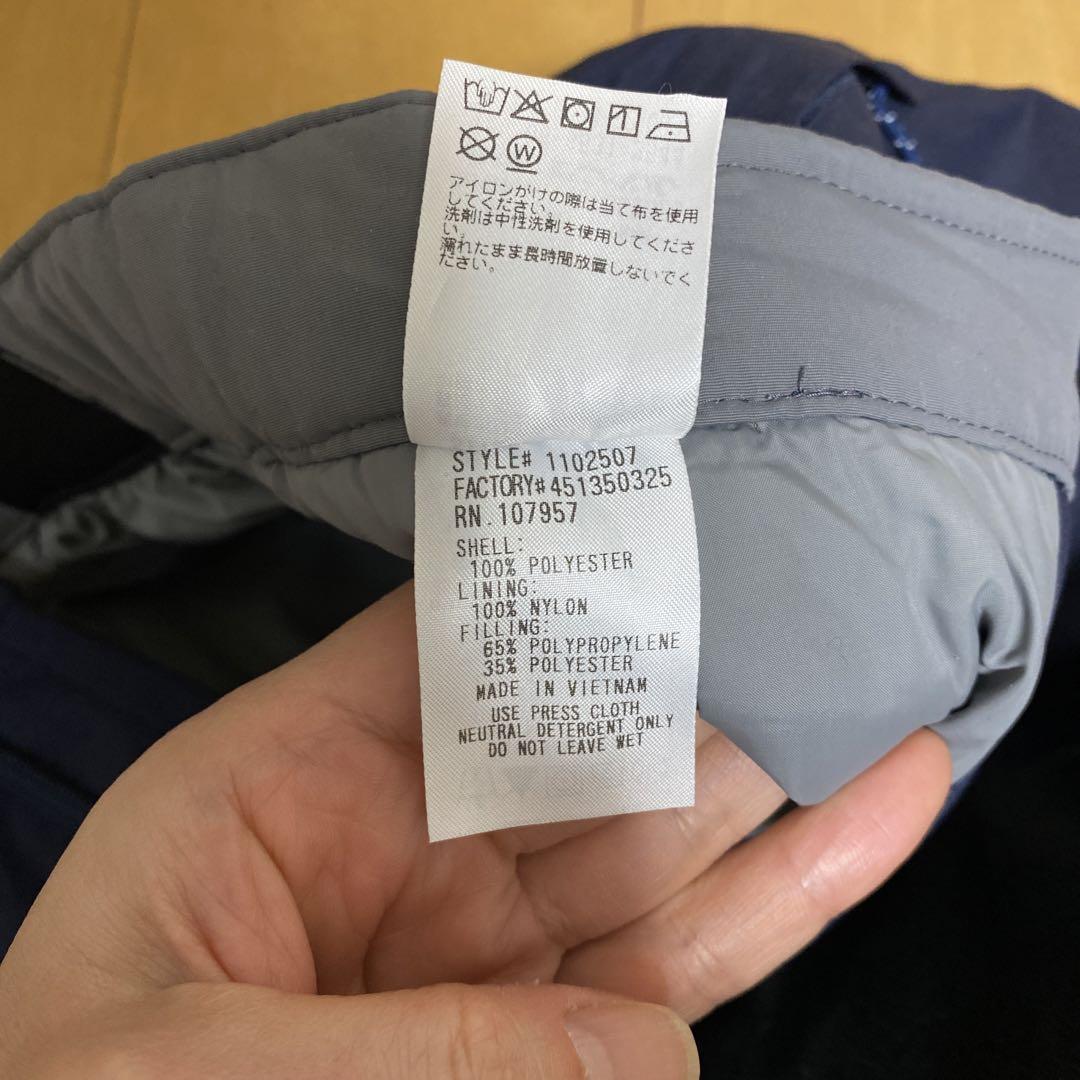 W
アイロンがけの際は当て布を使用
してください。
洗剤は中性洗剤を使用してくださ
い。
濡れたまま長時間放置しないでく
ださい。
STYLE# 1102507
FACTORY#451350325
RN.107957
SHELL:
100% POLYESTER
LINING:
100% NYLON
FILLING:
65% POLYPROPYLENE
35% POLYESTER
MADE IN VIETNAM
USE PRESS CLOTH
NEUTRAL DETERGENT ONLY
DO NOT LEAVE WET